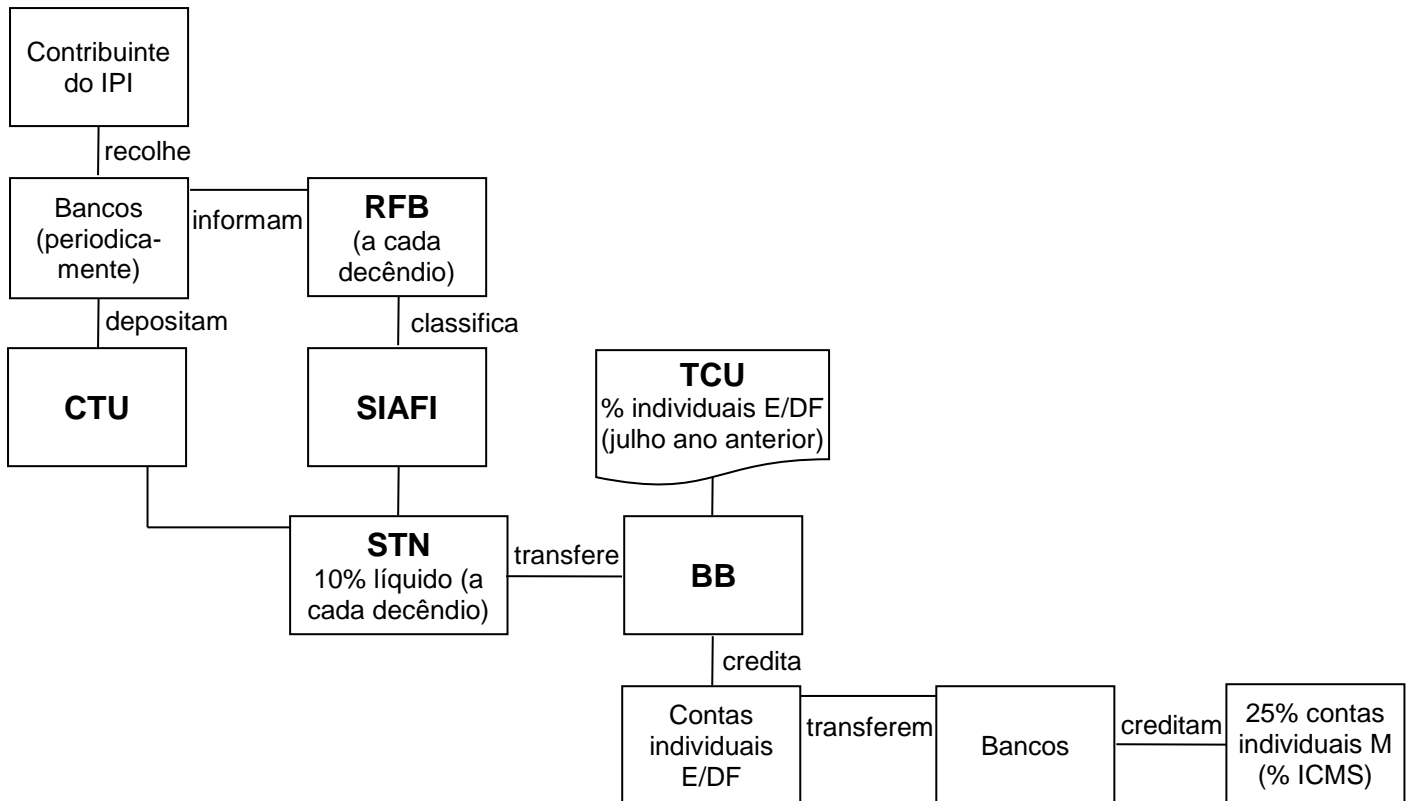 Contribuinte
do IPI
recolhe
Bancos
(periodica-
mente)
informam
RFB
(a cada
decêndio)
depositam
classifica
CTU
SIAFI
TCU
% individuais E/DF
(julho ano anterior)
STN
10% líquido (a
cada decêndio)
transfere
BB
credita
Contas
individuais
E/DF
transferem
Bancos
creditam
25% contas
individuais M
(% ICMS)